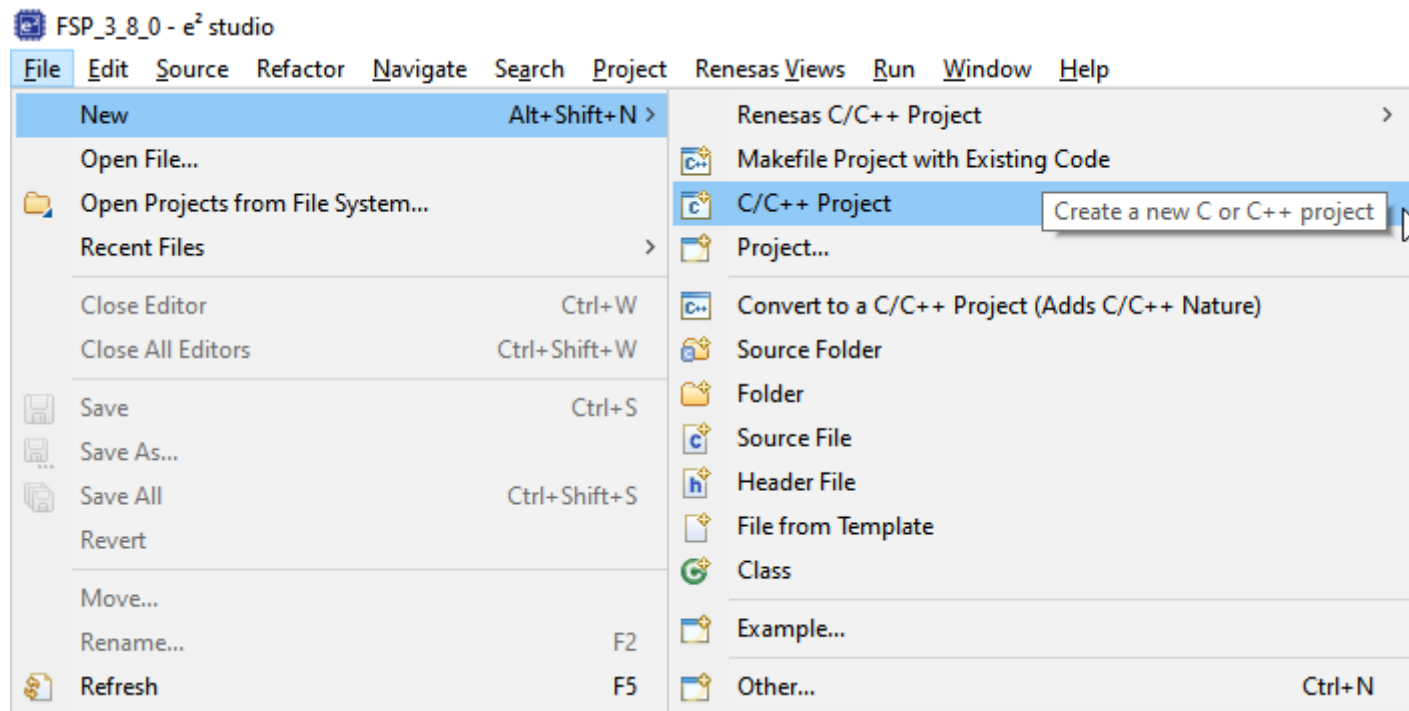 FSP_3_8_0 - e² studio
File Edit Source Refactor Navigate Search Project Renesas Views Run Window Help
New Alt+Shift+N >
Open File...
Open Projects from File System...
Recent Files >
Close Editor Ctrl+W
Close All Editors Ctrl+Shift+W
Save Ctrl+S
Save As...
Save All Ctrl+Shift+S
Revert
Move...
Rename... F2
Refresh F5
Renesas C/C++ Project >
Makefile Project with Existing Code
C/C++ Project
Create a new C or C++ project
Project...
Convert to a C/C++ Project (Adds C/C++ Nature)
Source Folder
Folder
Source File
Header File
File from Template
Class
Example...
Other... Ctrl+N